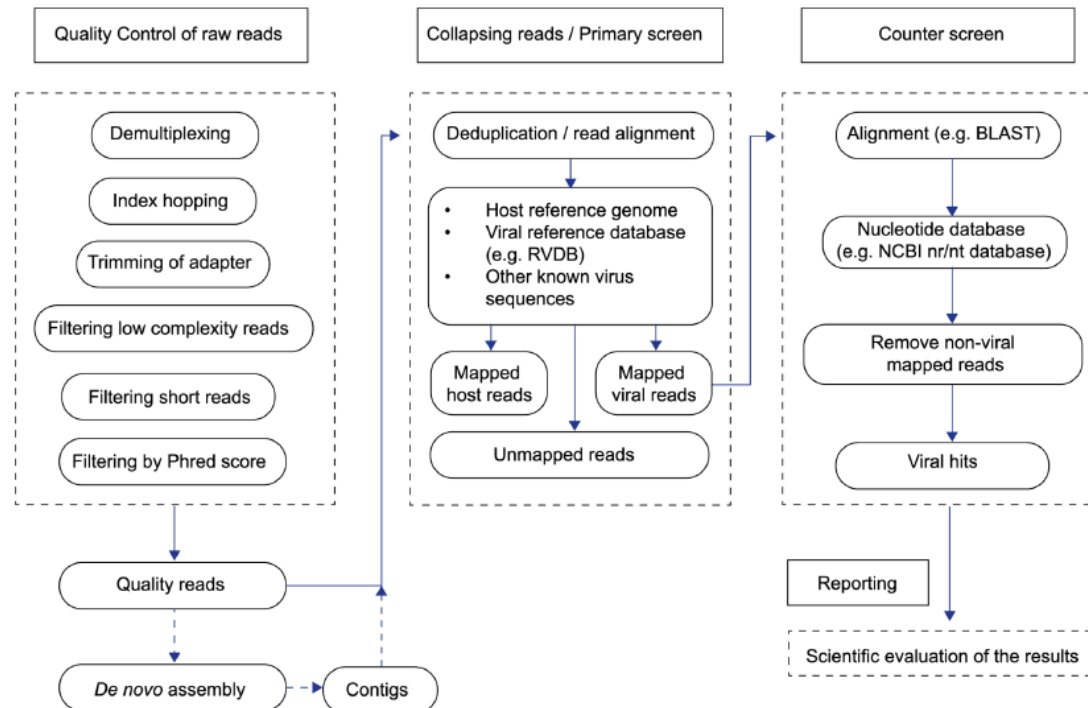 Quality Control of raw reads
Collapsing reads / Primary screen
Counter screen
Demultiplexing
Index hopping
Trimming of adapter
Filtering low complexity reads
Filtering short reads
Filtering by Phred score
Quality reads
De novo assembly
Contigs
Deduplication / read alignment
• Host reference genome
• Viral reference database
(e.g. RVDB)
• Other known virus
sequences
Mapped
host reads
Mapped
viral reads
Unmapped reads
Alignment (e.g. BLAST)
Nucleotide database
(e.g. NCBI nr/nt database)
Remove non-viral
mapped reads
Viral hits
Reporting
Scientific evaluation of the results